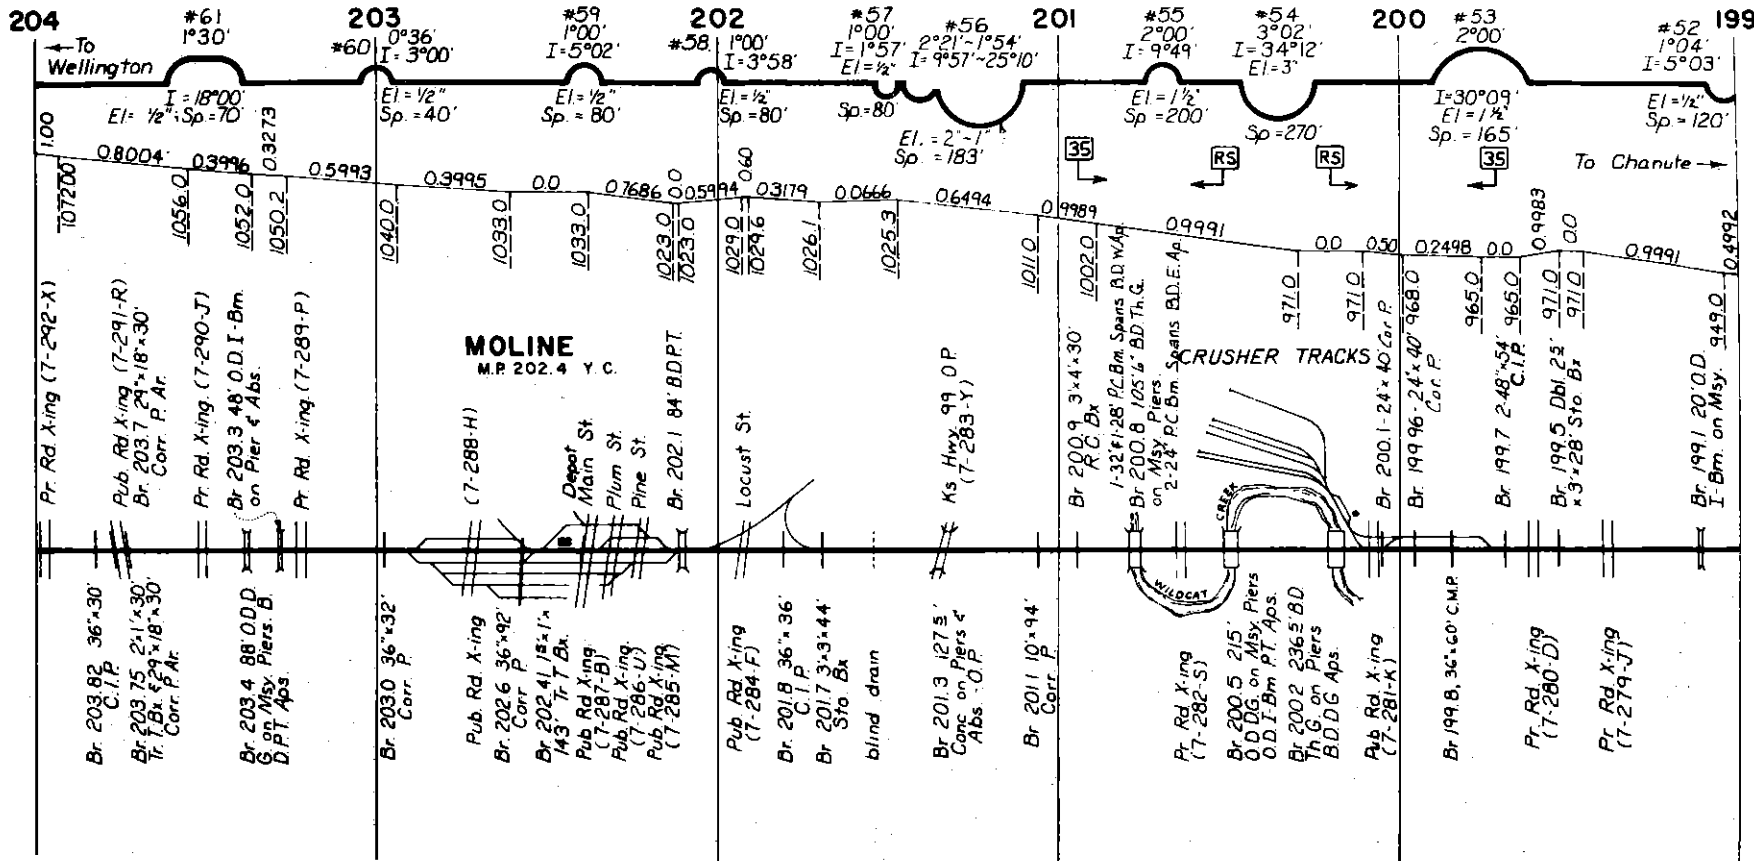 204
203
202
201
200
199
← To
Wellington
#61
1°30'
I=18°00'
El= ½"; Sp.=70'
#60
0°36'
I=3°00'
El=½"
Sp.=40'
#59
1°00'
I=5°02'
El.=½"
Sp.=80'
#58
1°00'
I=3°58'
El.=½"
Sp.=80'
#57
1°00'
I=1°57'
El=½"
Sp.=80'
#56
2°21'~1°54'
I=9°57'~25°10'
El.=2"~1"
Sp.=183'
#55
2°00'
I=9°49'
El=1½"
Sp=200'
#54
3°02'
I=34°12'
El=3"
Sp=270'
#53
2°00'
I=30°09'
El=1½"
Sp.=165'
#52
1°04'
I=5°03'
El=½"
Sp.=120'
35
RS
RS
35
To Chanute →
1.00
0.8004
0.3996
0.3273
0.5993
0.3995
0.0
0.7686
0.0
0.5994
0.60
0.3179
0.0666
0.6494
0.9989
0.9991
0.0
0.50
0.2498
0.0
0.9983
0.0
0.9991
0.4992
1072.00
1056.0
1052.0
1050.2
1040.0
1033.0
1033.0
1023.0
1023.0
1029.0
1029.6
1026.1
1025.3
1011.0
1002.0
971.0
971.0
968.0
965.0
965.0
971.0
971.0
949.0
MOLINE
M.P. 202.4 Y.C.
CRUSHER TRACKS
Pr. Rd. X-ing (7-292-X)
Pub. Rd X-ing (7-291-R)
Br. 203.7 29"x18"x30'
Corr. P. Ar.
Pr. Rd X-ing. (7-290-J)
Br 203.3 48' O.D. I-Bm.
on Pier & Abs.
Pr. Rd. X-ing. (7-289-P)
(7-288-H)
Depot
Main St.
Plum St.
Pine St.
Br. 202.1 84' B.D.P.T.
Locust St.
Ks Hwy. 99 O.P.
(7-283-Y)
Br 200.9 3'x4'x30'
R.C. Bx
1-32' & 1-28' P.C.Bm. Spans B.D. W.Ap.
Br 200.8 105'6" B.D. Th.G.
on Msy. Piers
2-24' P.C. Bm. Spans B.D. E. Ap.
Br 200.1-24"x40' Cor P.
Br. 199.96-24"x40'
Cor. P.
Br. 199.7 2-48"x54'
C.I.P.
Br. 199.5 Dbl. 2.5'
x3'x28' Sto. Bx
Br. 199.1 20' O.D.
I-Bm. on Msy.
CREEK
WILDCAT
Br. 203.82 36"x30'
C.I.P.
Br. 203.75 2'x1'x30'
Tr. T. Bx. & 29"x18"x30'
Corr P. Ar.
Br. 203.4 88' O.D.D.
G. on Msy. Piers. B.
D.P.T. Aps.
Br. 203.0 36"x32'
Corr. P.
Pub. Rd X-ing
Br. 202.6 36"x92'
Corr P
Br 202.41
143' Tr T Bx.
Pub Rd X-ing
(7-287-B)
Pub. Rd X-ing.
(7-286-U)
Pub Rd X-ing
(7-285-M)
Pub Rd. X-ing
(7-284-F)
Br. 201.8 36"x36'
C.I.P.
Br 201.7 3'x3'x44'
Sto Bx
blind drain
Br 201.3 127.5'
Conc on Piers &
Abs.-O.P.
Br 201.1 10'x94'
Corr P
Pr Rd X-ing
(7-282-S)
Br 200.5 215'
O.D.D.G. on Msy Piers
O.D. I-Bm P.T. Aps.
Br 200.2 236.5' B.D.
Th. G. on Piers
B.D.DG Aps.
Pub Rd X-ing
(7-281-K)
Br 199.8, 36"x60' C.M.P.
Pr. Rd X-ing
(7-280-D)
Pr. Rd X-ing
(7-279-J)